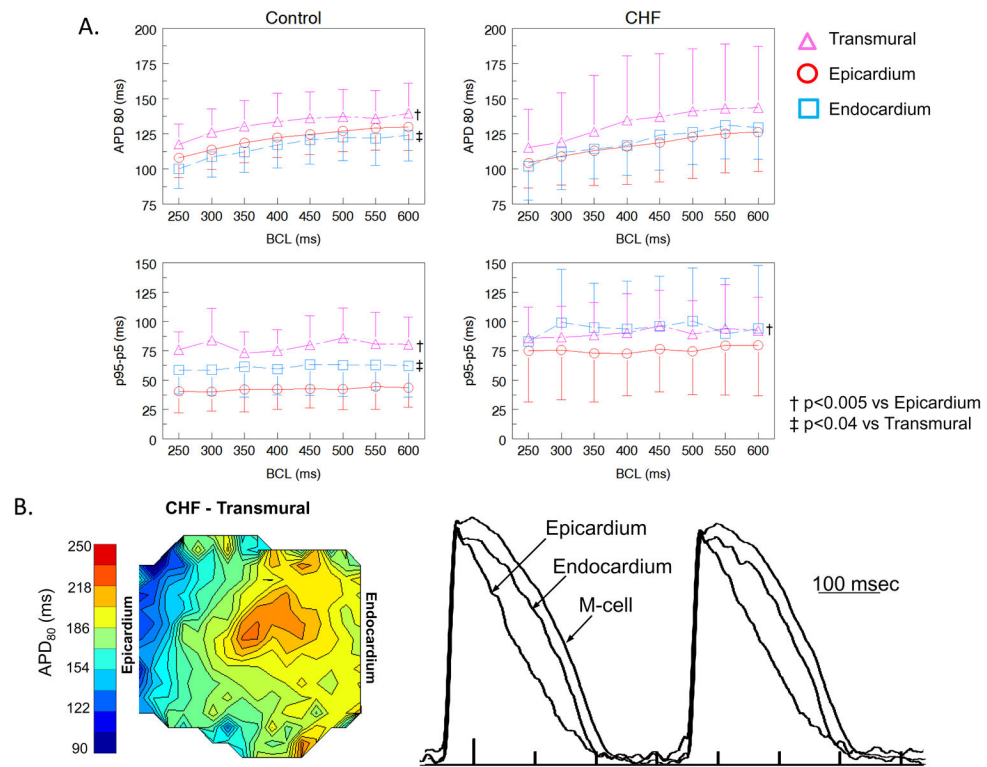 A.
Control
CHF
Transmural
Epicardium
Endocardium
APD 80 (ms)
200
175
150
125
100
75
†
‡
250 300 350 400 450 500 550 600
BCL (ms)
APD 80 (ms)
200
175
150
125
100
75
250 300 350 400 450 500 550 600
BCL (ms)
p95-p5 (ms)
150
125
100
75
50
25
0
†
‡
250 300 350 400 450 500 550 600
BCL (ms)
p95-p5 (ms)
150
125
100
75
50
25
0
†
250 300 350 400 450 500 550 600
BCL (ms)
† p<0.005 vs Epicardium
‡ p<0.04 vs Transmural
B.
CHF - Transmural
APD80 (ms)
250
218
186
154
122
90
Epicardium
Endocardium
Epicardium
Endocardium
M-cell
100 msec